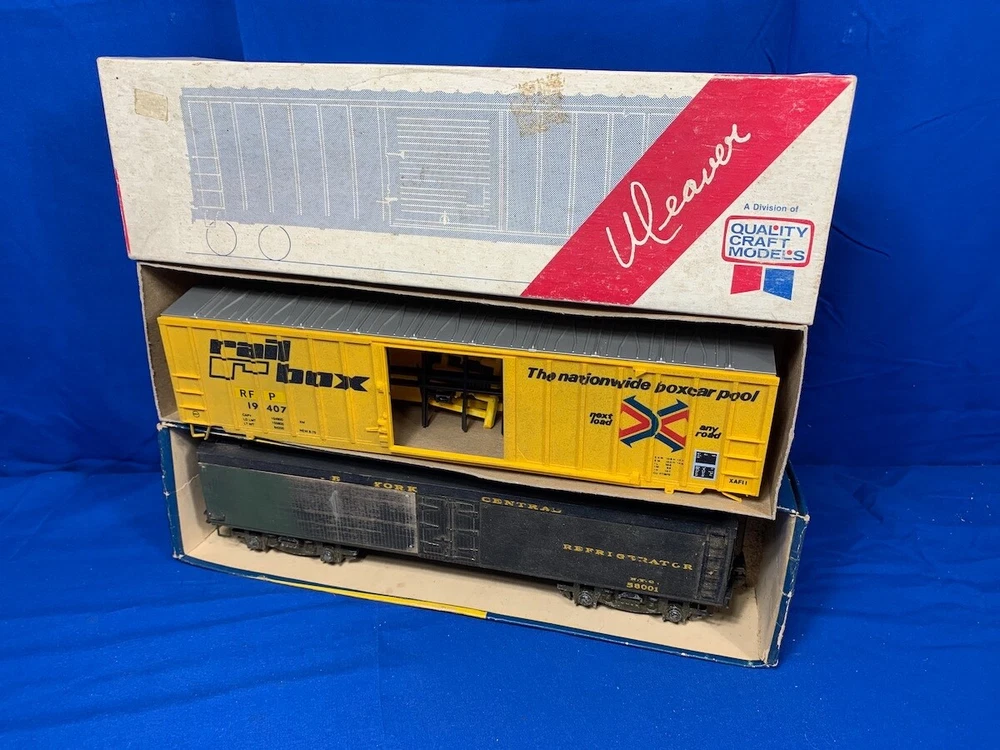 Weaver
A Division of
QUALITY
CRAFT
MODELS
rail
box
The nationwide boxcar pool
RF P
19 407
next
load
any
road
XAF11
E YORK CENTRAL
REFRIGERATOR
58001